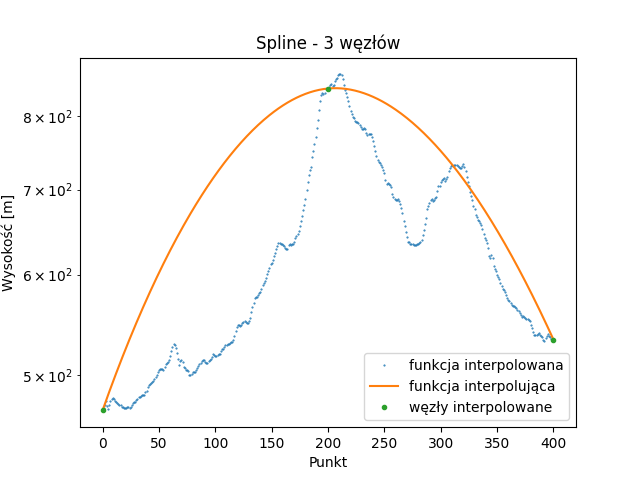 Spline - 3 węzłów
Wysokość [m]
8 × 10²
7 × 10²
6 × 10²
5 × 10²
funkcja interpolowana
funkcja interpolująca
węzły interpolowane
0 50 100 150 200 250 300 350 400
Punkt